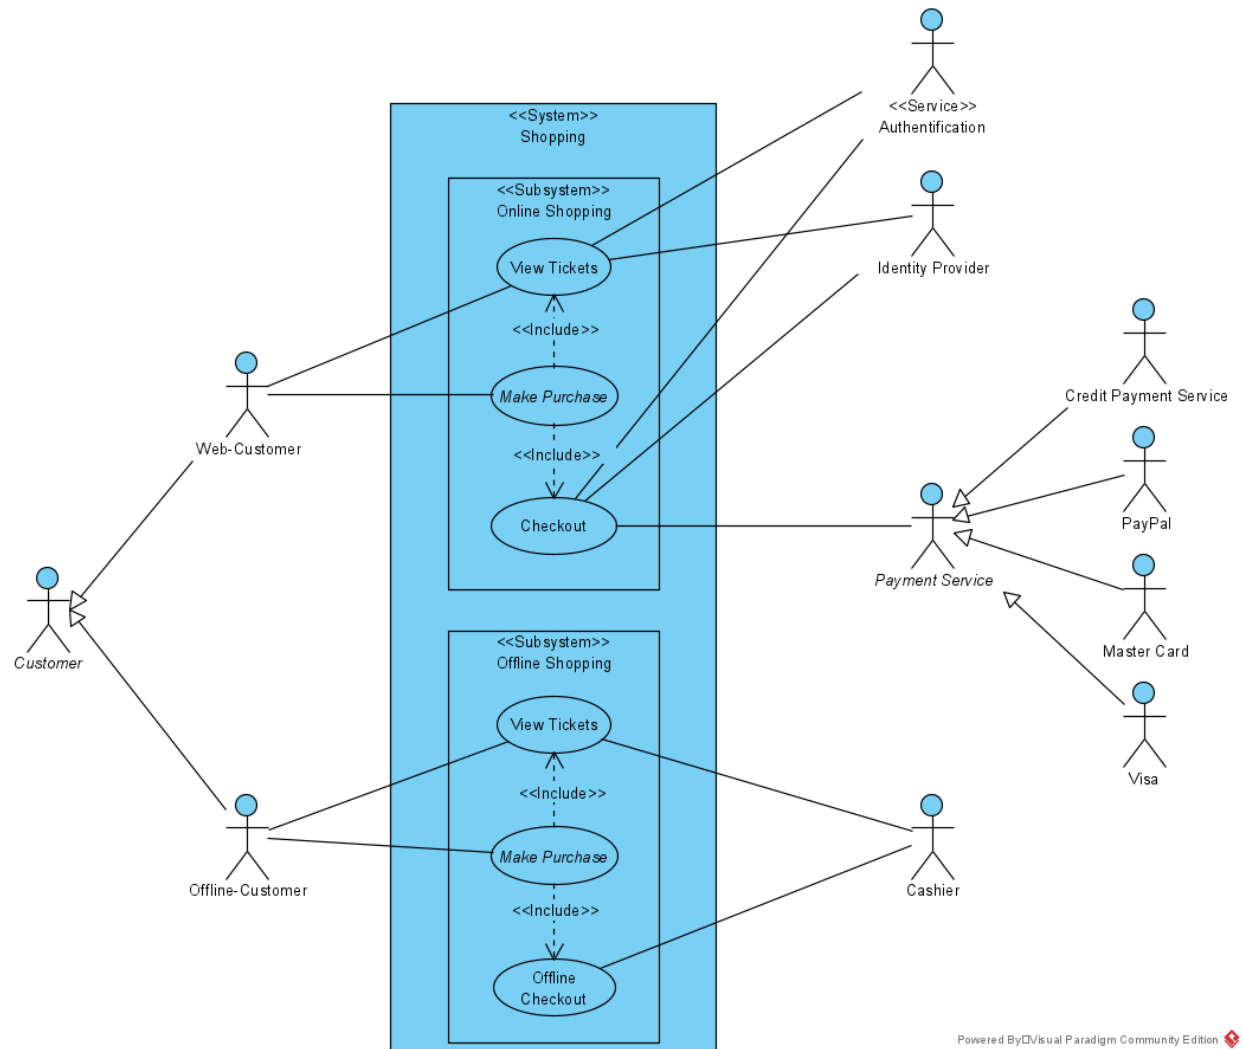 <<Service>>
Authentification
<<System>>
Shopping
<<Subsystem>>
Online Shopping
View Tickets
Identity Provider
<<Include>>
Make Purchase
Credit Payment Service
Web-Customer
<<Include>>
Checkout
PayPal
Payment Service
Customer
<<Subsystem>>
Offline Shopping
Master Card
View Tickets
Visa
<<Include>>
Make Purchase
Offline-Customer
Cashier
<<Include>>
Offline
Checkout
Powered By□Visual Paradigm Community Edition